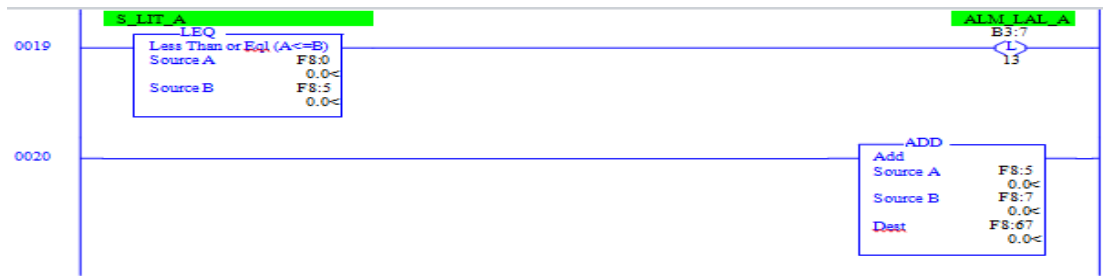 S_LIT_A ALM_LAL_A
LEQ B3:7
0019 Less Than or Eql (A<=B) L
Source A F8:0 13
0.0<
Source B F8:5
0.0<
ADD
0020 Add
Source A F8:5
0.0<
Source B F8:7
0.0<
Dest F8:67
0.0<